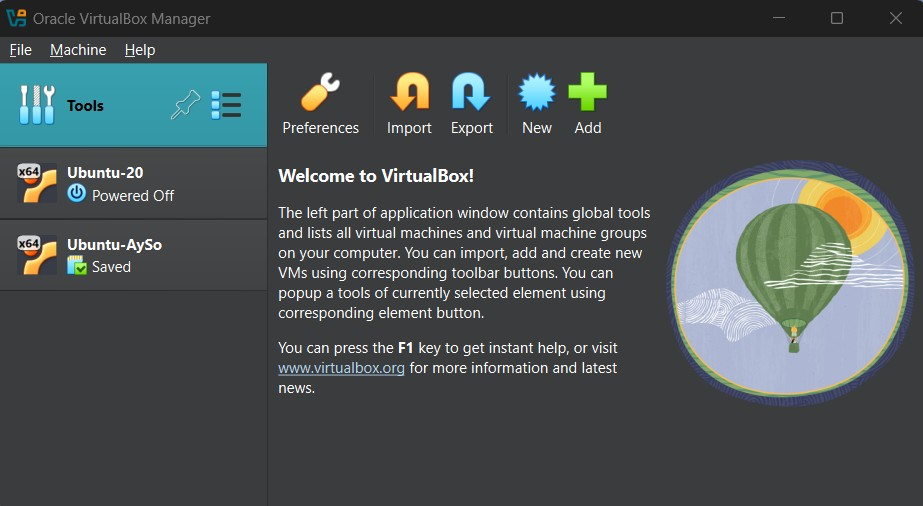 Oracle VirtualBox Manager
File Machine Help
Tools
Preferences Import Export New Add
x64
Ubuntu-20
Powered Off
x64
Ubuntu-AySo
Saved
Welcome to VirtualBox!
The left part of application window contains global tools
and lists all virtual machines and virtual machine groups
on your computer. You can import, add and create new
VMs using corresponding toolbar buttons. You can
popup a tools of currently selected element using
corresponding element button.
You can press the F1 key to get instant help, or visit
www.virtualbox.org for more information and latest
news.